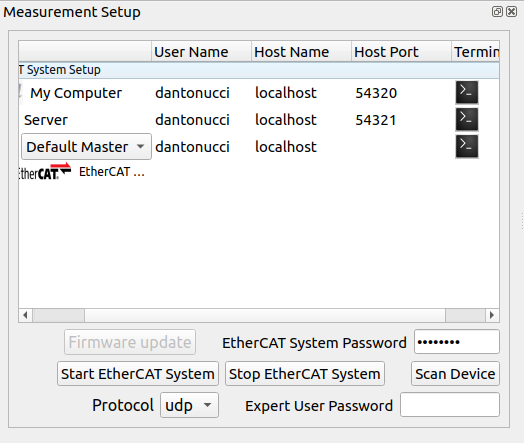 Measurement Setup
User Name Host Name Host Port Termin
T System Setup
My Computer dantonucci localhost 54320
Server dantonucci localhost 54321
Default Master dantonucci localhost
EtherCAT EtherCAT ...
Firmware update EtherCAT System Password ••••••••
Start EtherCAT System Stop EtherCAT System Scan Device
Protocol udp Expert User Password